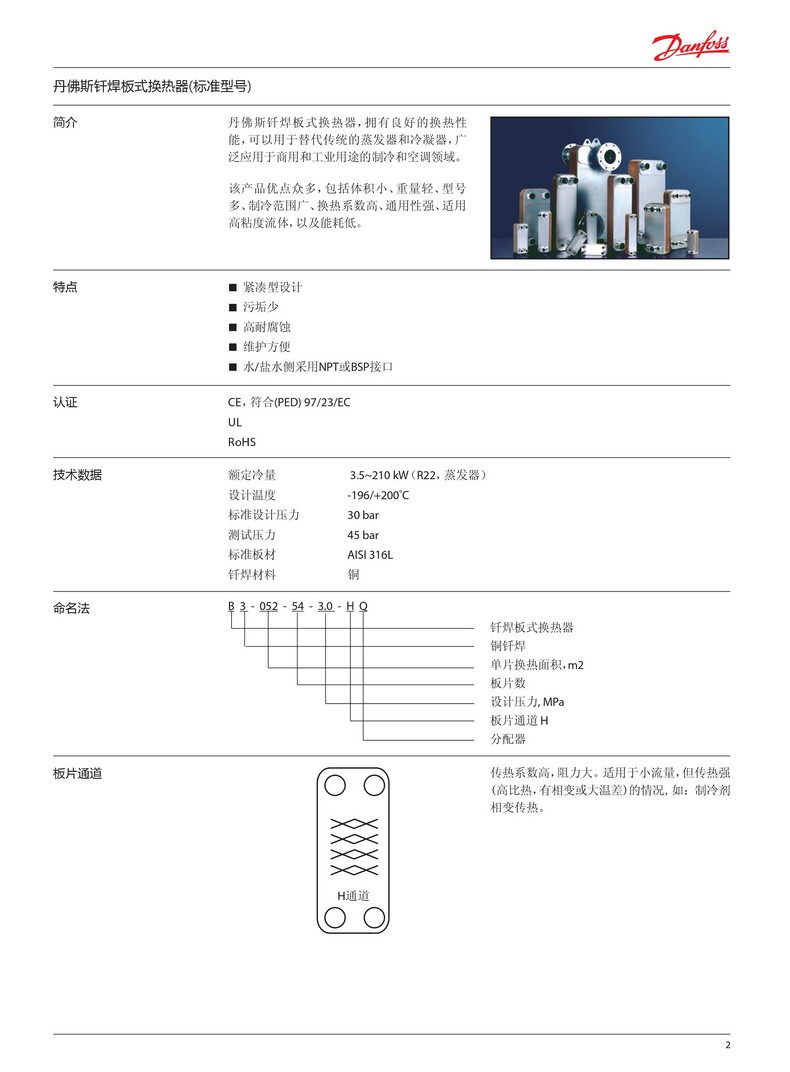 Danfoss
丹佛斯钎焊板式换热器(标准型号)
简介
丹佛斯钎焊板式换热器，拥有良好的换热性
能，可以用于替代传统的蒸发器和冷凝器，广
泛应用于商用和工业用途的制冷和空调领域。
该产品优点众多，包括体积小、重量轻、型号
多、制冷范围广、换热系数高、通用性强、适用
高粘度流体，以及能耗低。
特点
■ 紧凑型设计
■ 污垢少
■ 高耐腐蚀
■ 维护方便
■ 水/盐水侧采用NPT或BSP接口
认证
CE，符合(PED) 97/23/EC
UL
RoHS
技术数据
额定冷量 3.5~210 kW（R22，蒸发器）
设计温度 -196/+200°C
标准设计压力 30 bar
测试压力 45 bar
标准板材 AISI 316L
钎焊材料 铜
命名法
B 3 - 052 - 54 - 3.0 - H Q
钎焊板式换热器
铜钎焊
单片换热面积，m2
板片数
设计压力, MPa
板片通道 H
分配器
板片通道
传热系数高，阻力大。适用于小流量，但传热强
(高比热，有相变或大温差)的情况, 如：制冷剂
相变传热。
H通道
2